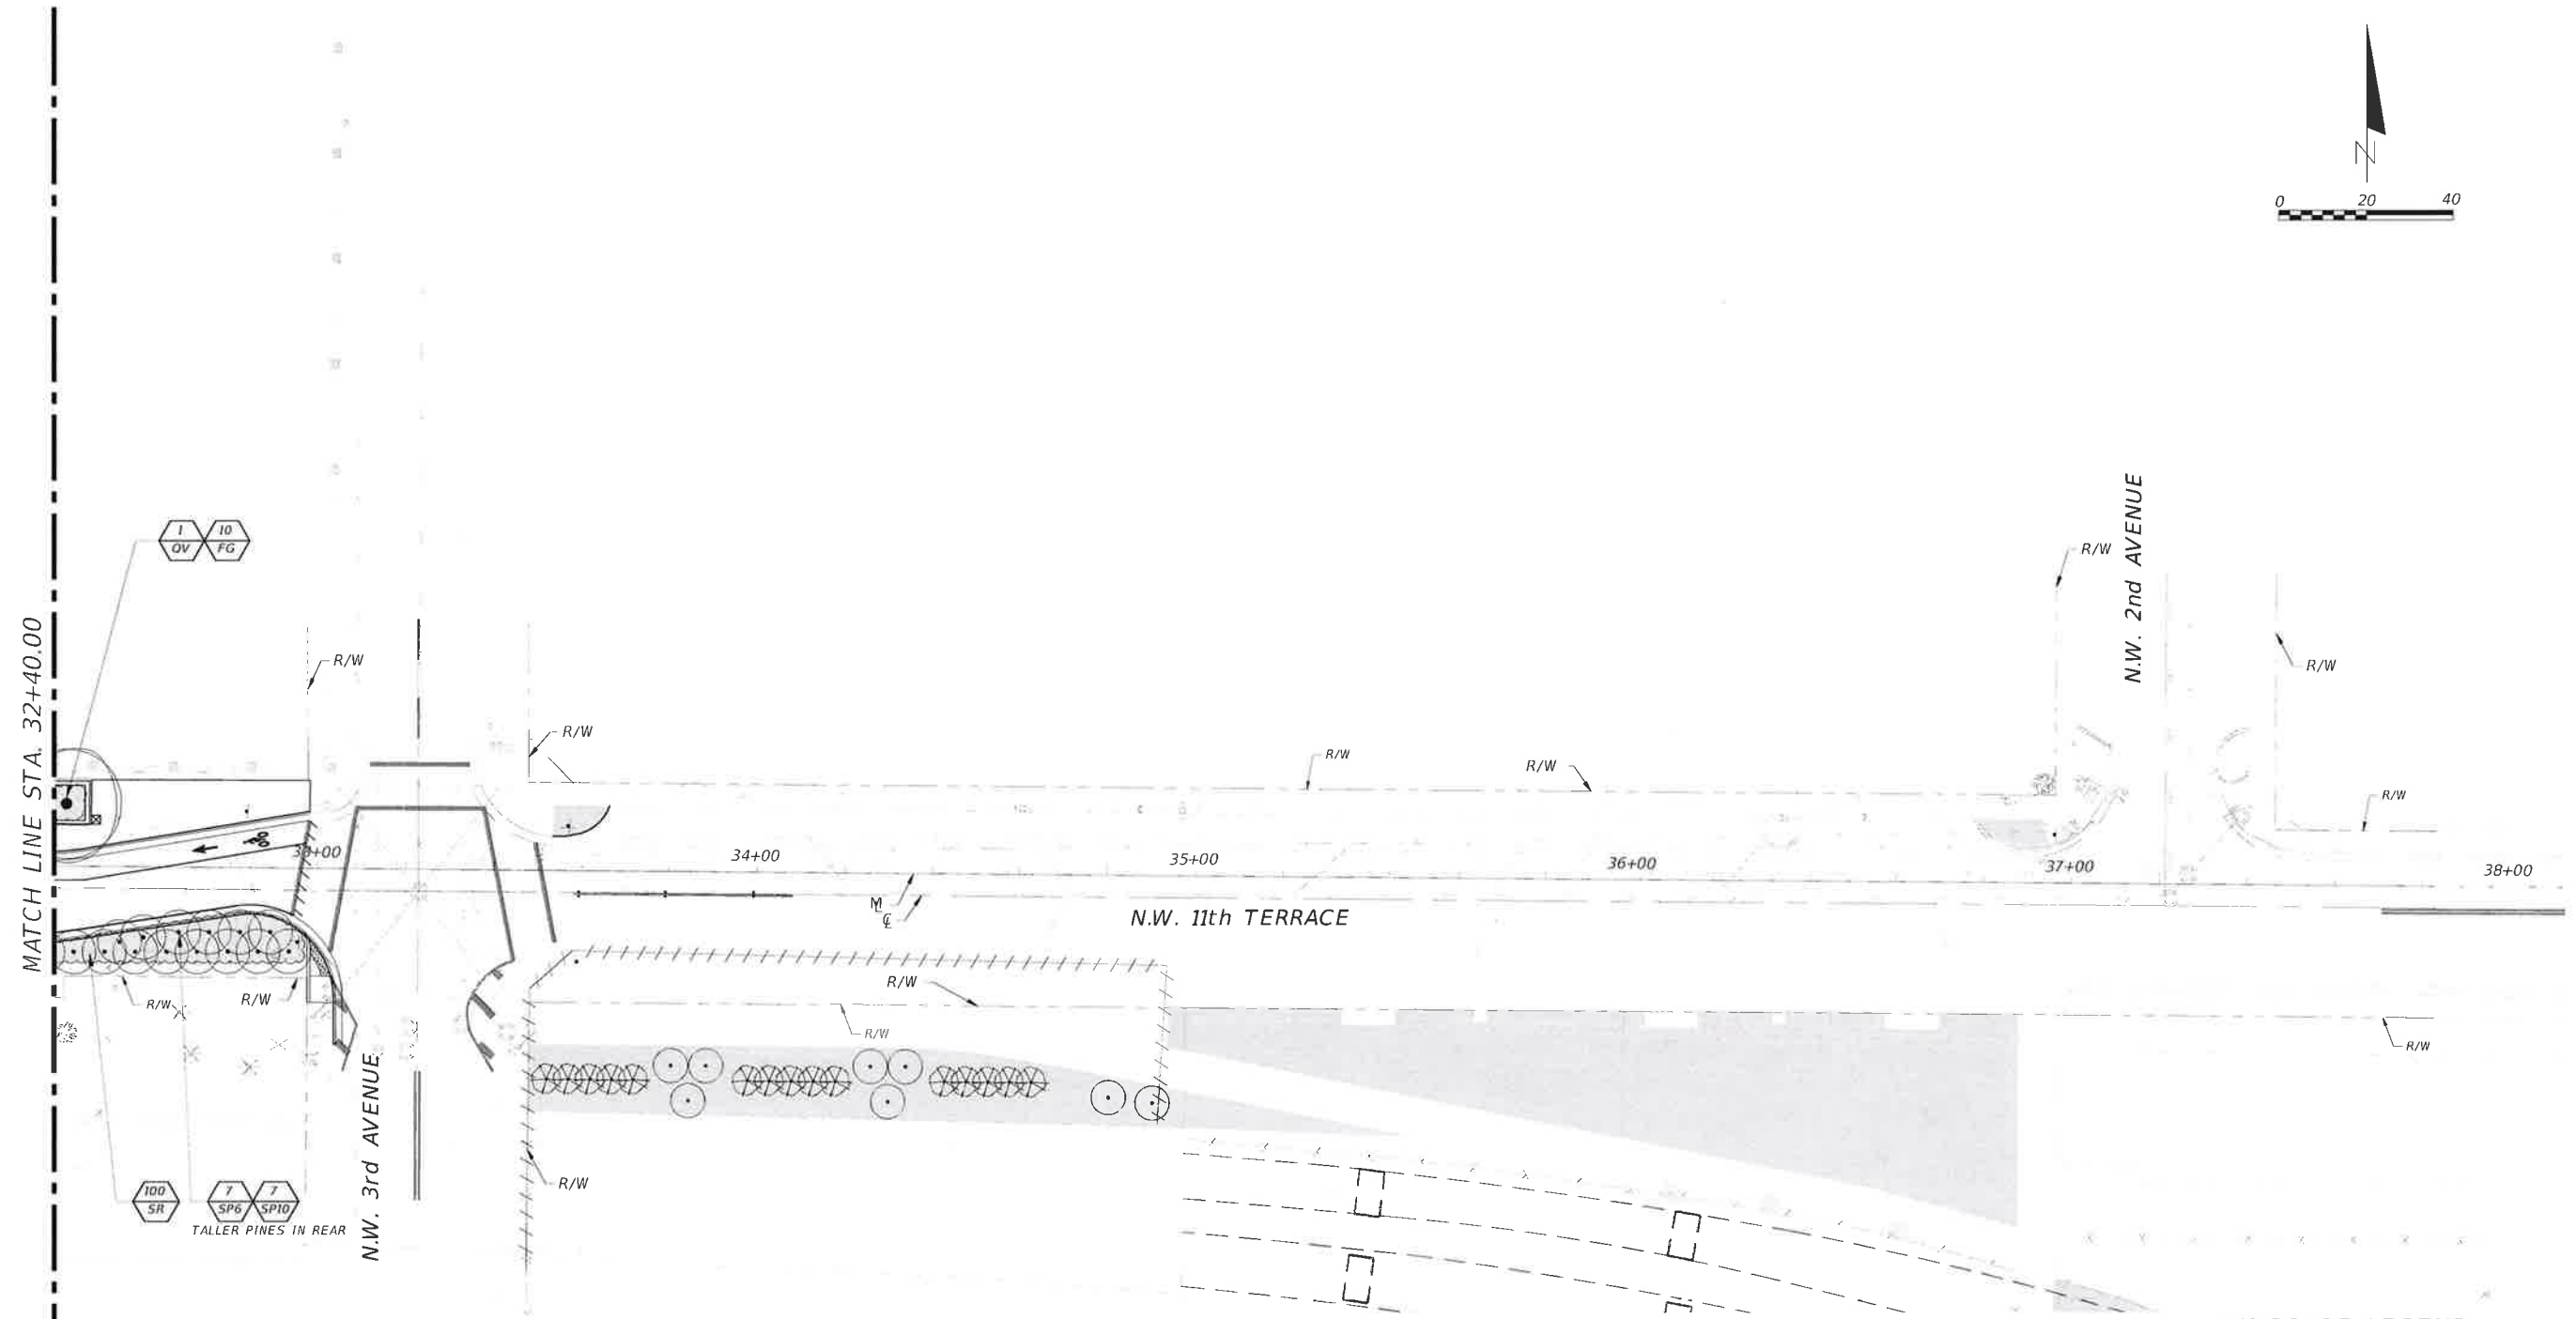 N
0 20 40
1 10
QV FG
N.W. 2nd AVENUE
R/W
R/W
R/W
R/W
R/W
R/W
R/W
R/W
MATCH LINE STA. 32+40.00
33+00
34+00
35+00
36+00
37+00
38+00
N.W. 11th TERRACE
R/W
R/W
R/W
R/W
R/W
R/W
N.W. 3rd AVENUE
100
SR
7 7
SP6 SP10
TALLER PINES IN REAR